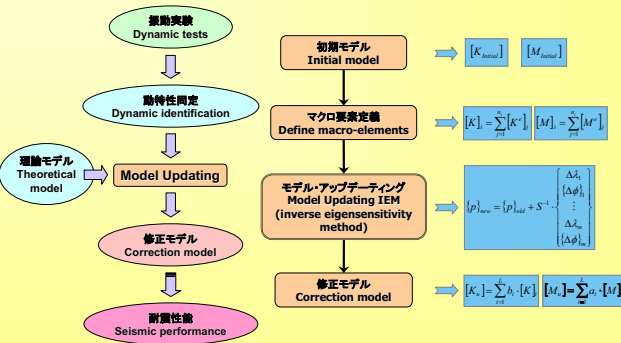 振動実験
Dynamic tests
動特性同定
Dynamic identification
理論モデル
Theoretical
model
Model Updating
修正モデル
Correction model
耐震性能
Seismic performance
初期モデル
Initial model
マクロ要素定義
Define macro-elements
モデル・アップデーティング
Model Updating IEM
(inverse eigensensitivity
method)
修正モデル
Correction model
[K_Initial] [M_Initial]
[K]_i = ∑_{j=1}^{n_i} [K^e]_j [M]_i = ∑_{j=1}^{n_i} [M^e]_j
{p}_new = {p}_old + S^{-1} · { Δλ_1 {Δϕ}_1 ⋮ Δλ_m {Δϕ}_m }
[K_u] = ∑_{i=1}^{L} b_i · [K]_i [M_u] = ∑_{i=1}^{L} a_i · [M]